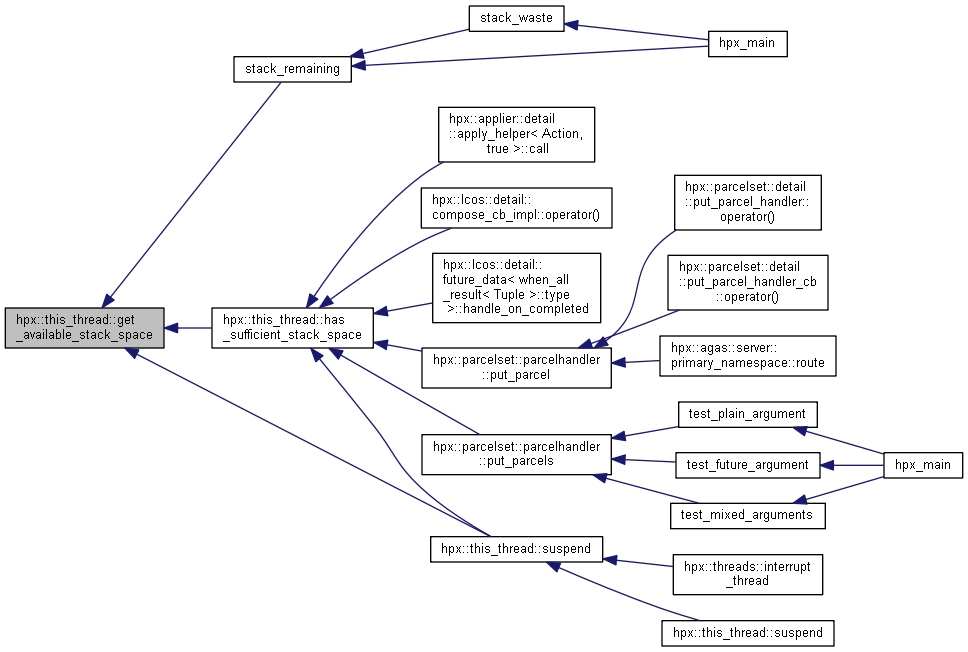 stack_waste
hpx_main
stack_remaining
hpx::applier::detail
::apply_helper< Action,
true >::call
hpx::lcos::detail::
compose_cb_impl::operator()
hpx::parcelset::detail
::put_parcel_handler::
operator()
hpx::lcos::detail::
future_data< when_all
_result< Tuple >::type
>::handle_on_completed
hpx::parcelset::detail
::put_parcel_handler_cb
::operator()
hpx::this_thread::get
_available_stack_space
hpx::this_thread::has
_sufficient_stack_space
hpx::parcelset::parcelhandler
::put_parcel
hpx::agas::server::
primary_namespace::route
test_plain_argument
hpx::parcelset::parcelhandler
::put_parcels
test_future_argument
hpx_main
test_mixed_arguments
hpx::this_thread::suspend
hpx::threads::interrupt
_thread
hpx::this_thread::suspend